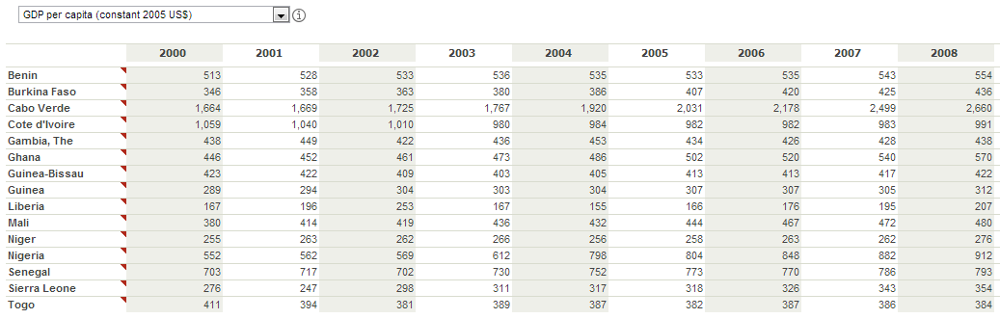 GDP per capita (constant 2005 US$) i
2000 2001 2002 2003 2004 2005 2006 2007 2008
Benin 513 528 533 536 535 533 535 543 554
Burkina Faso 346 358 363 380 386 407 420 425 436
Cabo Verde 1,664 1,669 1,725 1,767 1,920 2,031 2,178 2,499 2,660
Cote d'Ivoire 1,059 1,040 1,010 980 984 982 982 983 991
Gambia, The 438 449 422 436 453 434 426 428 438
Ghana 446 452 461 473 486 502 520 540 570
Guinea-Bissau 423 422 409 403 405 413 413 417 422
Guinea 289 294 304 303 304 307 307 305 312
Liberia 167 196 253 167 155 166 176 195 207
Mali 380 414 419 436 432 444 467 472 480
Niger 255 263 262 266 256 258 263 262 276
Nigeria 552 562 569 612 798 804 848 882 912
Senegal 703 717 702 730 752 773 770 786 793
Sierra Leone 276 247 298 311 317 318 326 343 354
Togo 411 394 381 389 387 382 387 386 384